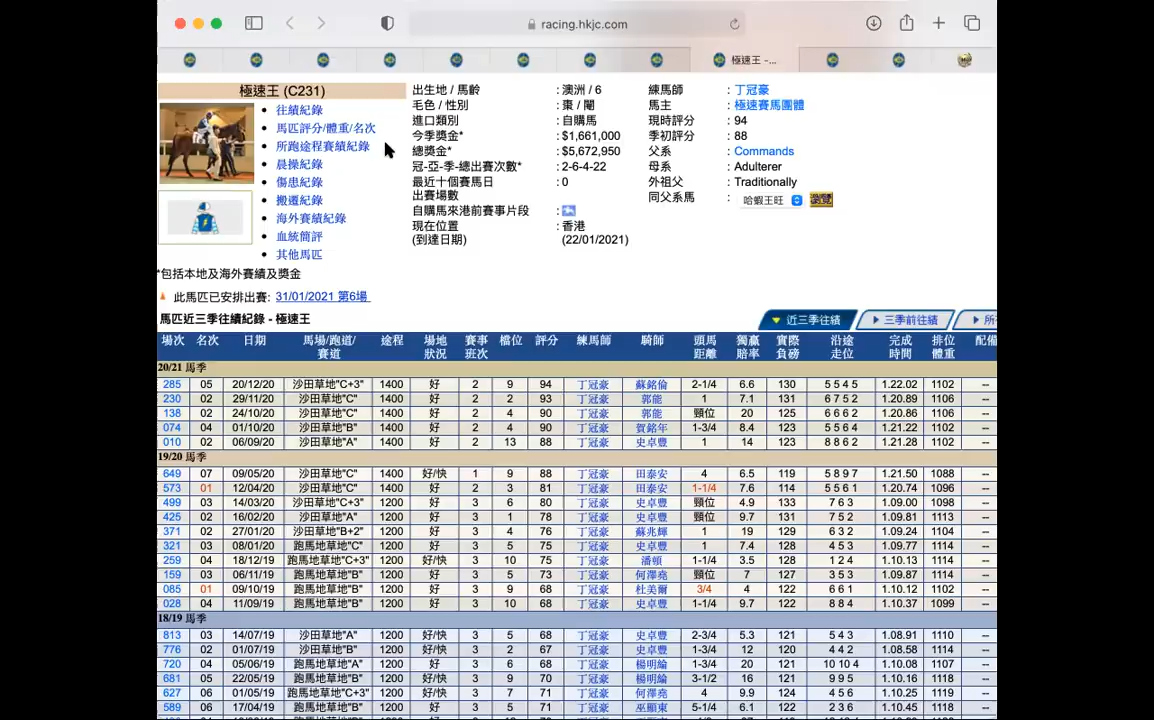 racing.hkjc.com
極速王 -...
極速王 (C231)
往績紀錄
馬匹評分/體重/名次
所跑途程賽績紀錄
晨操紀錄
傷患紀錄
搬遷紀錄
海外賽績紀錄
血統簡評
其他馬匹
出生地 / 馬齡 : 澳洲 / 6
毛色 / 性別 : 棗 / 閹
進口類別 : 自購馬
今季獎金* : $1,661,000
總獎金* : $5,672,950
冠-亞-季-總出賽次數* : 2-6-4-22
最近十個賽馬日 : 0
出賽場數
自購馬來港前賽事片段 :
現在位置 : 香港
(到達日期) (22/01/2021)
練馬師 : 丁冠豪
馬主 : 極速賽馬團體
現時評分 : 94
季初評分 : 88
父系 : Commands
母系 : Adulterer
外祖父 : Traditionally
同父系馬 : 哈蝦王旺
*包括本地及海外賽績及獎金
此馬匹已安排出賽: 31/01/2021 第6場
馬匹近三季往績紀錄 - 極速王
近三季往績 三季前往績 所
場次 名次 日期 馬場/跑道/賽道 途程 場地狀況 賽事班次 檔位 評分 練馬師 騎師 頭馬距離 獨贏賠率 實際負磅 沿途走位 完成時間 排位體重 配備
20/21 馬季
285 05 20/12/20 沙田草地"C+3" 1400 好 2 9 94 丁冠豪 蘇銘倫 2-1/4 6.6 130 5 5 4 5 1.22.02 1102 --
230 02 29/11/20 沙田草地"C" 1400 好 2 2 93 丁冠豪 郭能 1 7.1 131 6 7 5 2 1.20.89 1106 --
138 02 24/10/20 沙田草地"C" 1400 好 2 4 90 丁冠豪 郭能 頸位 20 125 6 6 6 2 1.20.86 1106 --
074 04 01/10/20 沙田草地"B" 1400 好 2 4 90 丁冠豪 賀銘年 1-3/4 8.4 123 5 5 6 4 1.21.22 1102 --
010 02 06/09/20 沙田草地"A" 1400 好 2 13 88 丁冠豪 史卓豐 1 14 123 8 8 6 2 1.21.28 1102 --
19/20 馬季
649 07 09/05/20 沙田草地"C" 1400 好/快 1 9 88 丁冠豪 田泰安 4 6.5 119 5 8 9 7 1.21.50 1088 --
573 01 12/04/20 沙田草地"C" 1400 好 2 3 81 丁冠豪 田泰安 1-1/4 7.6 114 5 5 6 1 1.20.74 1096 --
499 03 14/03/20 沙田草地"C+3" 1200 好 3 6 80 丁冠豪 史卓豐 頸位 4.9 133 7 6 3 1.09.00 1098 --
425 02 16/02/20 沙田草地"A" 1200 好 3 1 78 丁冠豪 史卓豐 頸位 9.7 131 7 5 2 1.09.81 1113 --
371 02 27/01/20 沙田草地"B+2" 1200 好 3 4 76 丁冠豪 蘇兆輝 1 19 129 6 3 2 1.09.24 1104 --
321 03 08/01/20 跑馬地草地"C" 1200 好 3 5 75 丁冠豪 史卓豐 1 7.4 128 4 5 3 1.09.77 1114 --
259 04 18/12/19 跑馬地草地"C+3" 1200 好/快 3 10 75 丁冠豪 潘頓 1-1/4 3.5 128 1 2 4 1.10.13 1114 --
159 03 06/11/19 跑馬地草地"B" 1200 好 3 5 73 丁冠豪 何澤堯 頸位 7 127 3 5 3 1.09.87 1114 --
085 01 09/10/19 跑馬地草地"B" 1200 好 3 9 68 丁冠豪 杜美爾 3/4 4 122 6 6 1 1.10.12 1102 --
028 04 11/09/19 跑馬地草地"B" 1200 好 3 10 68 丁冠豪 史卓豐 1-1/4 9.7 122 8 8 4 1.10.37 1099 --
18/19 馬季
813 03 14/07/19 沙田草地"A" 1200 好/快 3 5 68 丁冠豪 史卓豐 2-3/4 5.3 121 5 4 3 1.08.91 1110 --
776 02 01/07/19 沙田草地"B" 1200 好 3 2 67 丁冠豪 史卓豐 1-3/4 12 120 4 4 2 1.08.58 1114 --
720 04 05/06/19 跑馬地草地"A" 1200 好 3 6 68 丁冠豪 楊明綸 1-3/4 20 121 10 10 4 1.10.08 1107 --
681 05 22/05/19 跑馬地草地"B" 1200 好/快 3 9 70 丁冠豪 楊明綸 3-1/2 16 121 9 9 5 1.10.16 1118 --
627 06 01/05/19 跑馬地草地"C+3" 1200 好/快 3 7 71 丁冠豪 何澤堯 4 9.9 124 4 5 6 1.10.25 1119 --
589 06 17/04/19 跑馬地草地"B" 1200 好 3 5 71 丁冠豪 巫顯東 5-1/4 6.1 122 2 3 6 1.10.45 1118 --